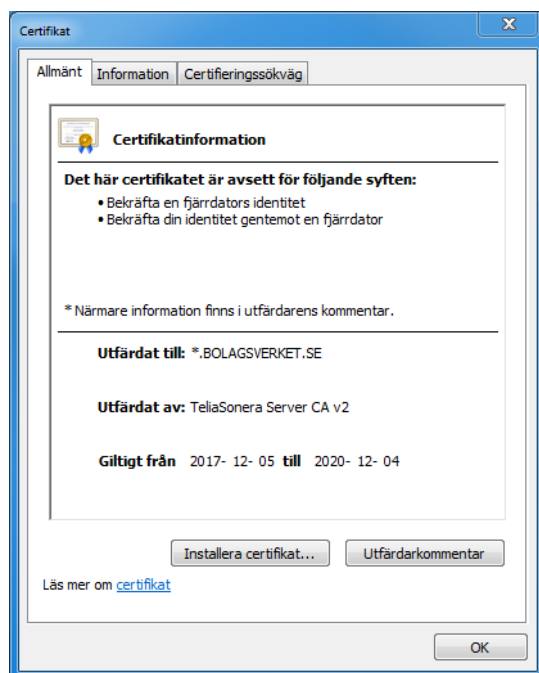 Certifikat
Allmänt Information Certifieringssökväg
Certifikatinformation
Det här certifikatet är avsett för följande syften:
• Bekräfta en fjärrdators identitet
• Bekräfta din identitet gentemot en fjärrdator
* Närmare information finns i utfärdarens kommentar.
Utfärdat till: *.BOLAGSVERKET.SE
Utfärdat av: TeliaSonera Server CA v2
Giltigt från 2017- 12- 05 till 2020- 12- 04
Installera certifikat... Utfärdarkommentar
Läs mer om certifikat
OK